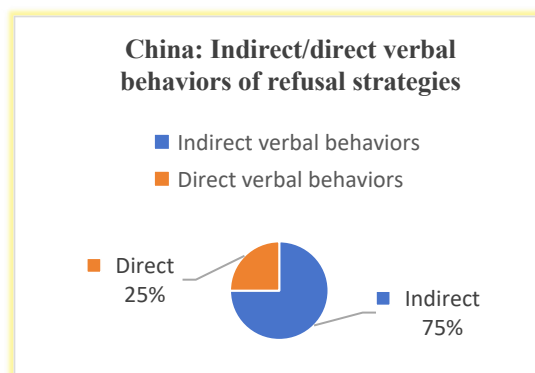 China: Indirect/direct verbal
behaviors of refusal strategies
Indirect verbal behaviors
Direct verbal behaviors
Direct
25%
Indirect
75%